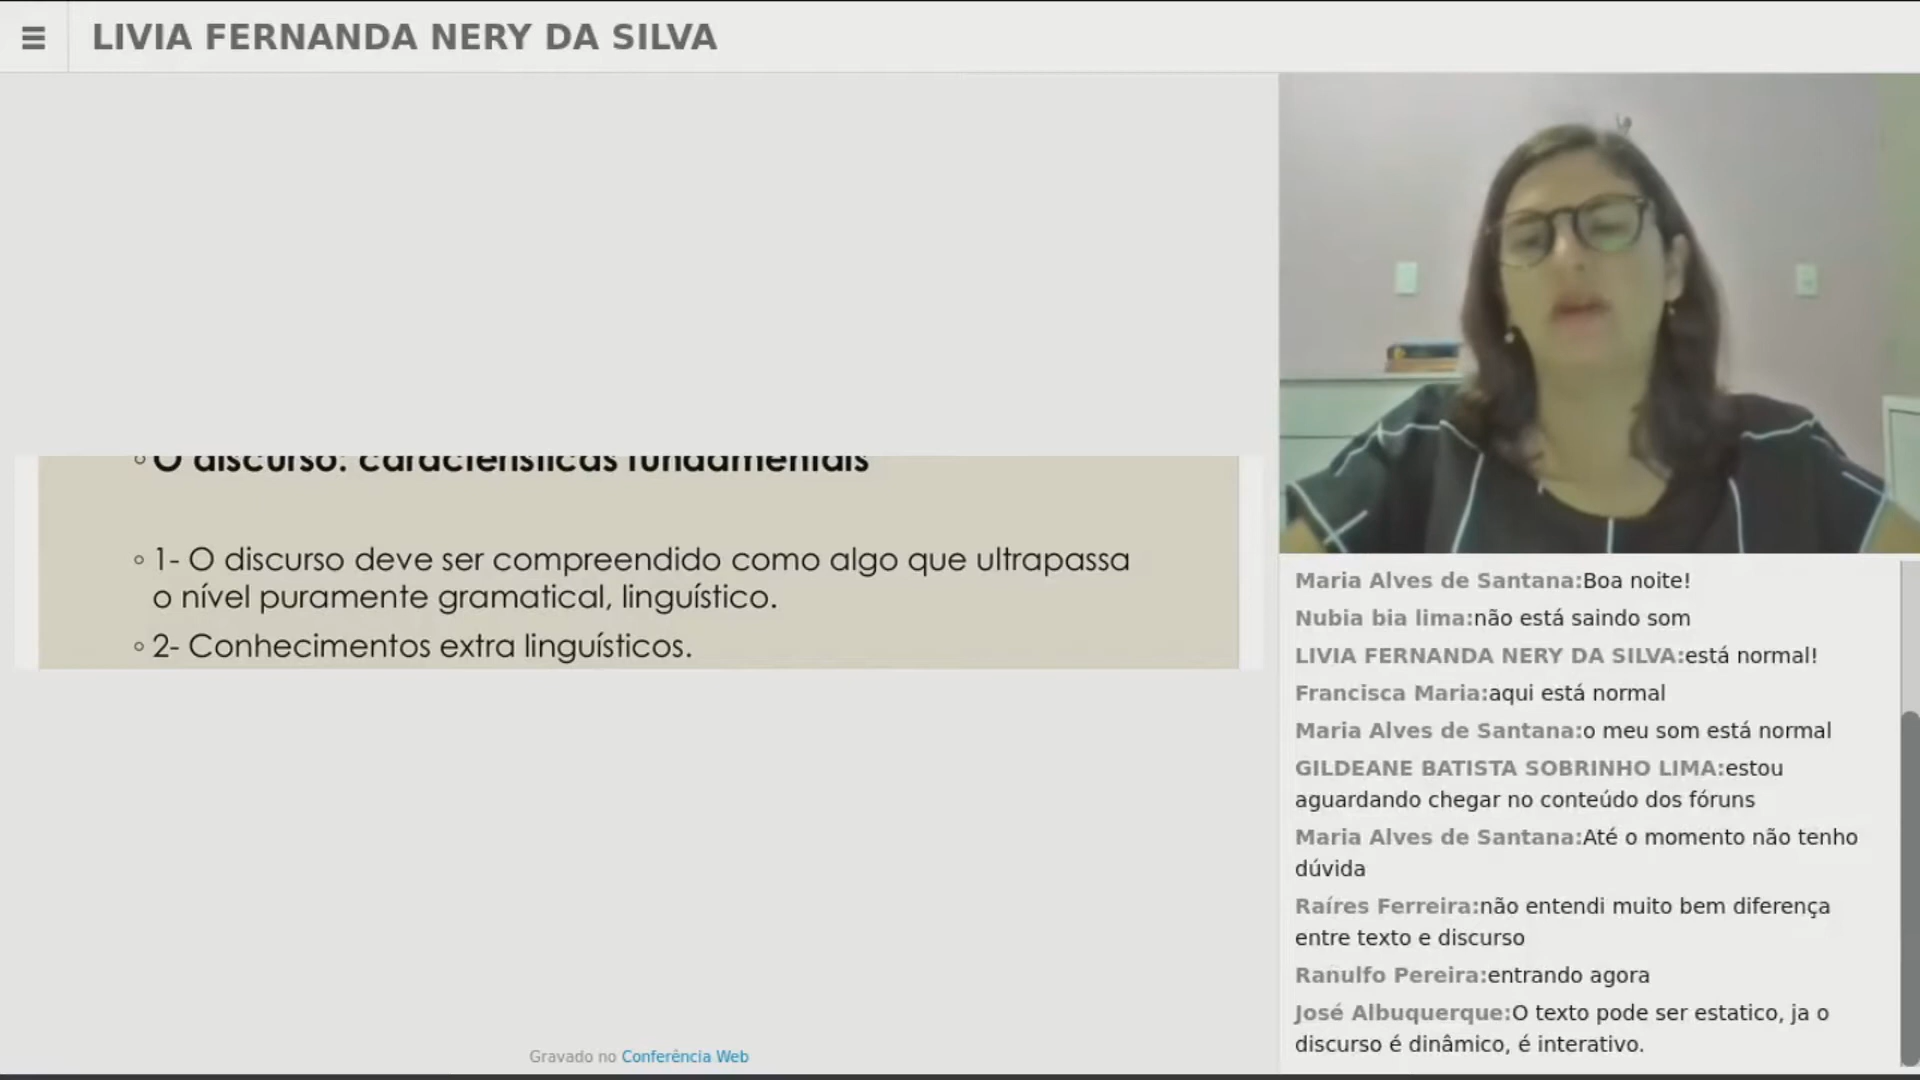 LIVIA FERNANDA NERY DA SILVA
O discurso: características fundamentais
1- O discurso deve ser compreendido como algo que ultrapassa
o nível puramente gramatical, linguístico.
2- Conhecimentos extra linguísticos.
Maria Alves de Santana:Boa noite!
Nubia bia lima:não está saindo som
LIVIA FERNANDA NERY DA SILVA:está normal!
Francisca Maria:aqui está normal
Maria Alves de Santana:o meu som está normal
GILDEANE BATISTA SOBRINHO LIMA:estou
aguardando chegar no conteúdo dos fóruns
Maria Alves de Santana:Até o momento não tenho
dúvida
Raíres Ferreira:não entendi muito bem diferença
entre texto e discurso
Ranulfo Pereira:entrando agora
José Albuquerque:O texto pode ser estatico, ja o
discurso é dinâmico, é interativo.
Gravado no Conferência Web